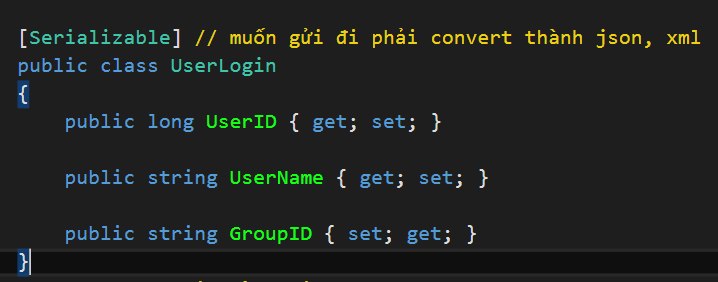 [Serializable] // muốn gửi đi phải convert thành json, xml
public class UserLogin
{
public long UserID { get; set; }
public string UserName { get; set; }
public string GroupID { set; get; }
}